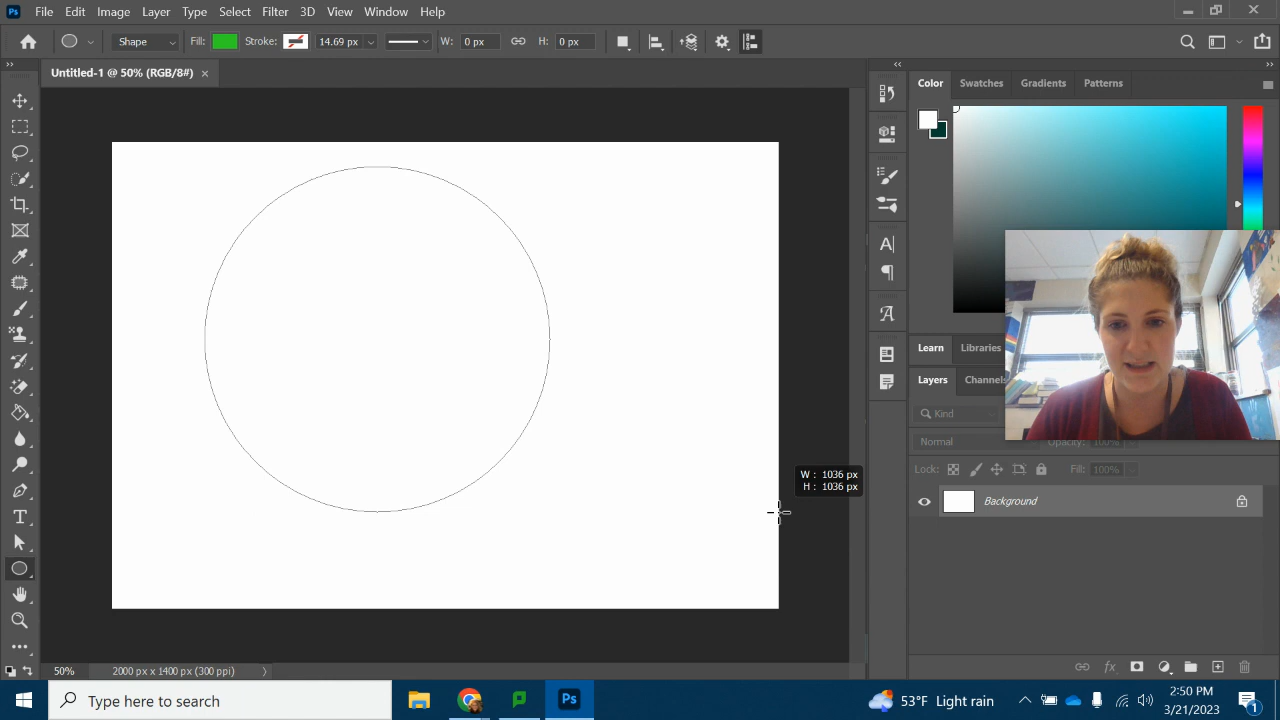 Ps File Edit Image Layer Type Select Filter 3D View Window Help
Shape Fill: Stroke: 14.69 px W: 0 px H: 0 px
Untitled-1 @ 50% (RGB/8#) ×
Color Swatches Gradients Patterns
Learn Libraries
Layers Channels
Kind
Normal Opacity: 100%
Lock: Fill: 100%
W : 1036 px
H : 1036 px
Background
50% 2000 px x 1400 px (300 ppi)
Type here to search
Ps
53°F Light rain
2:50 PM
3/21/2023
1